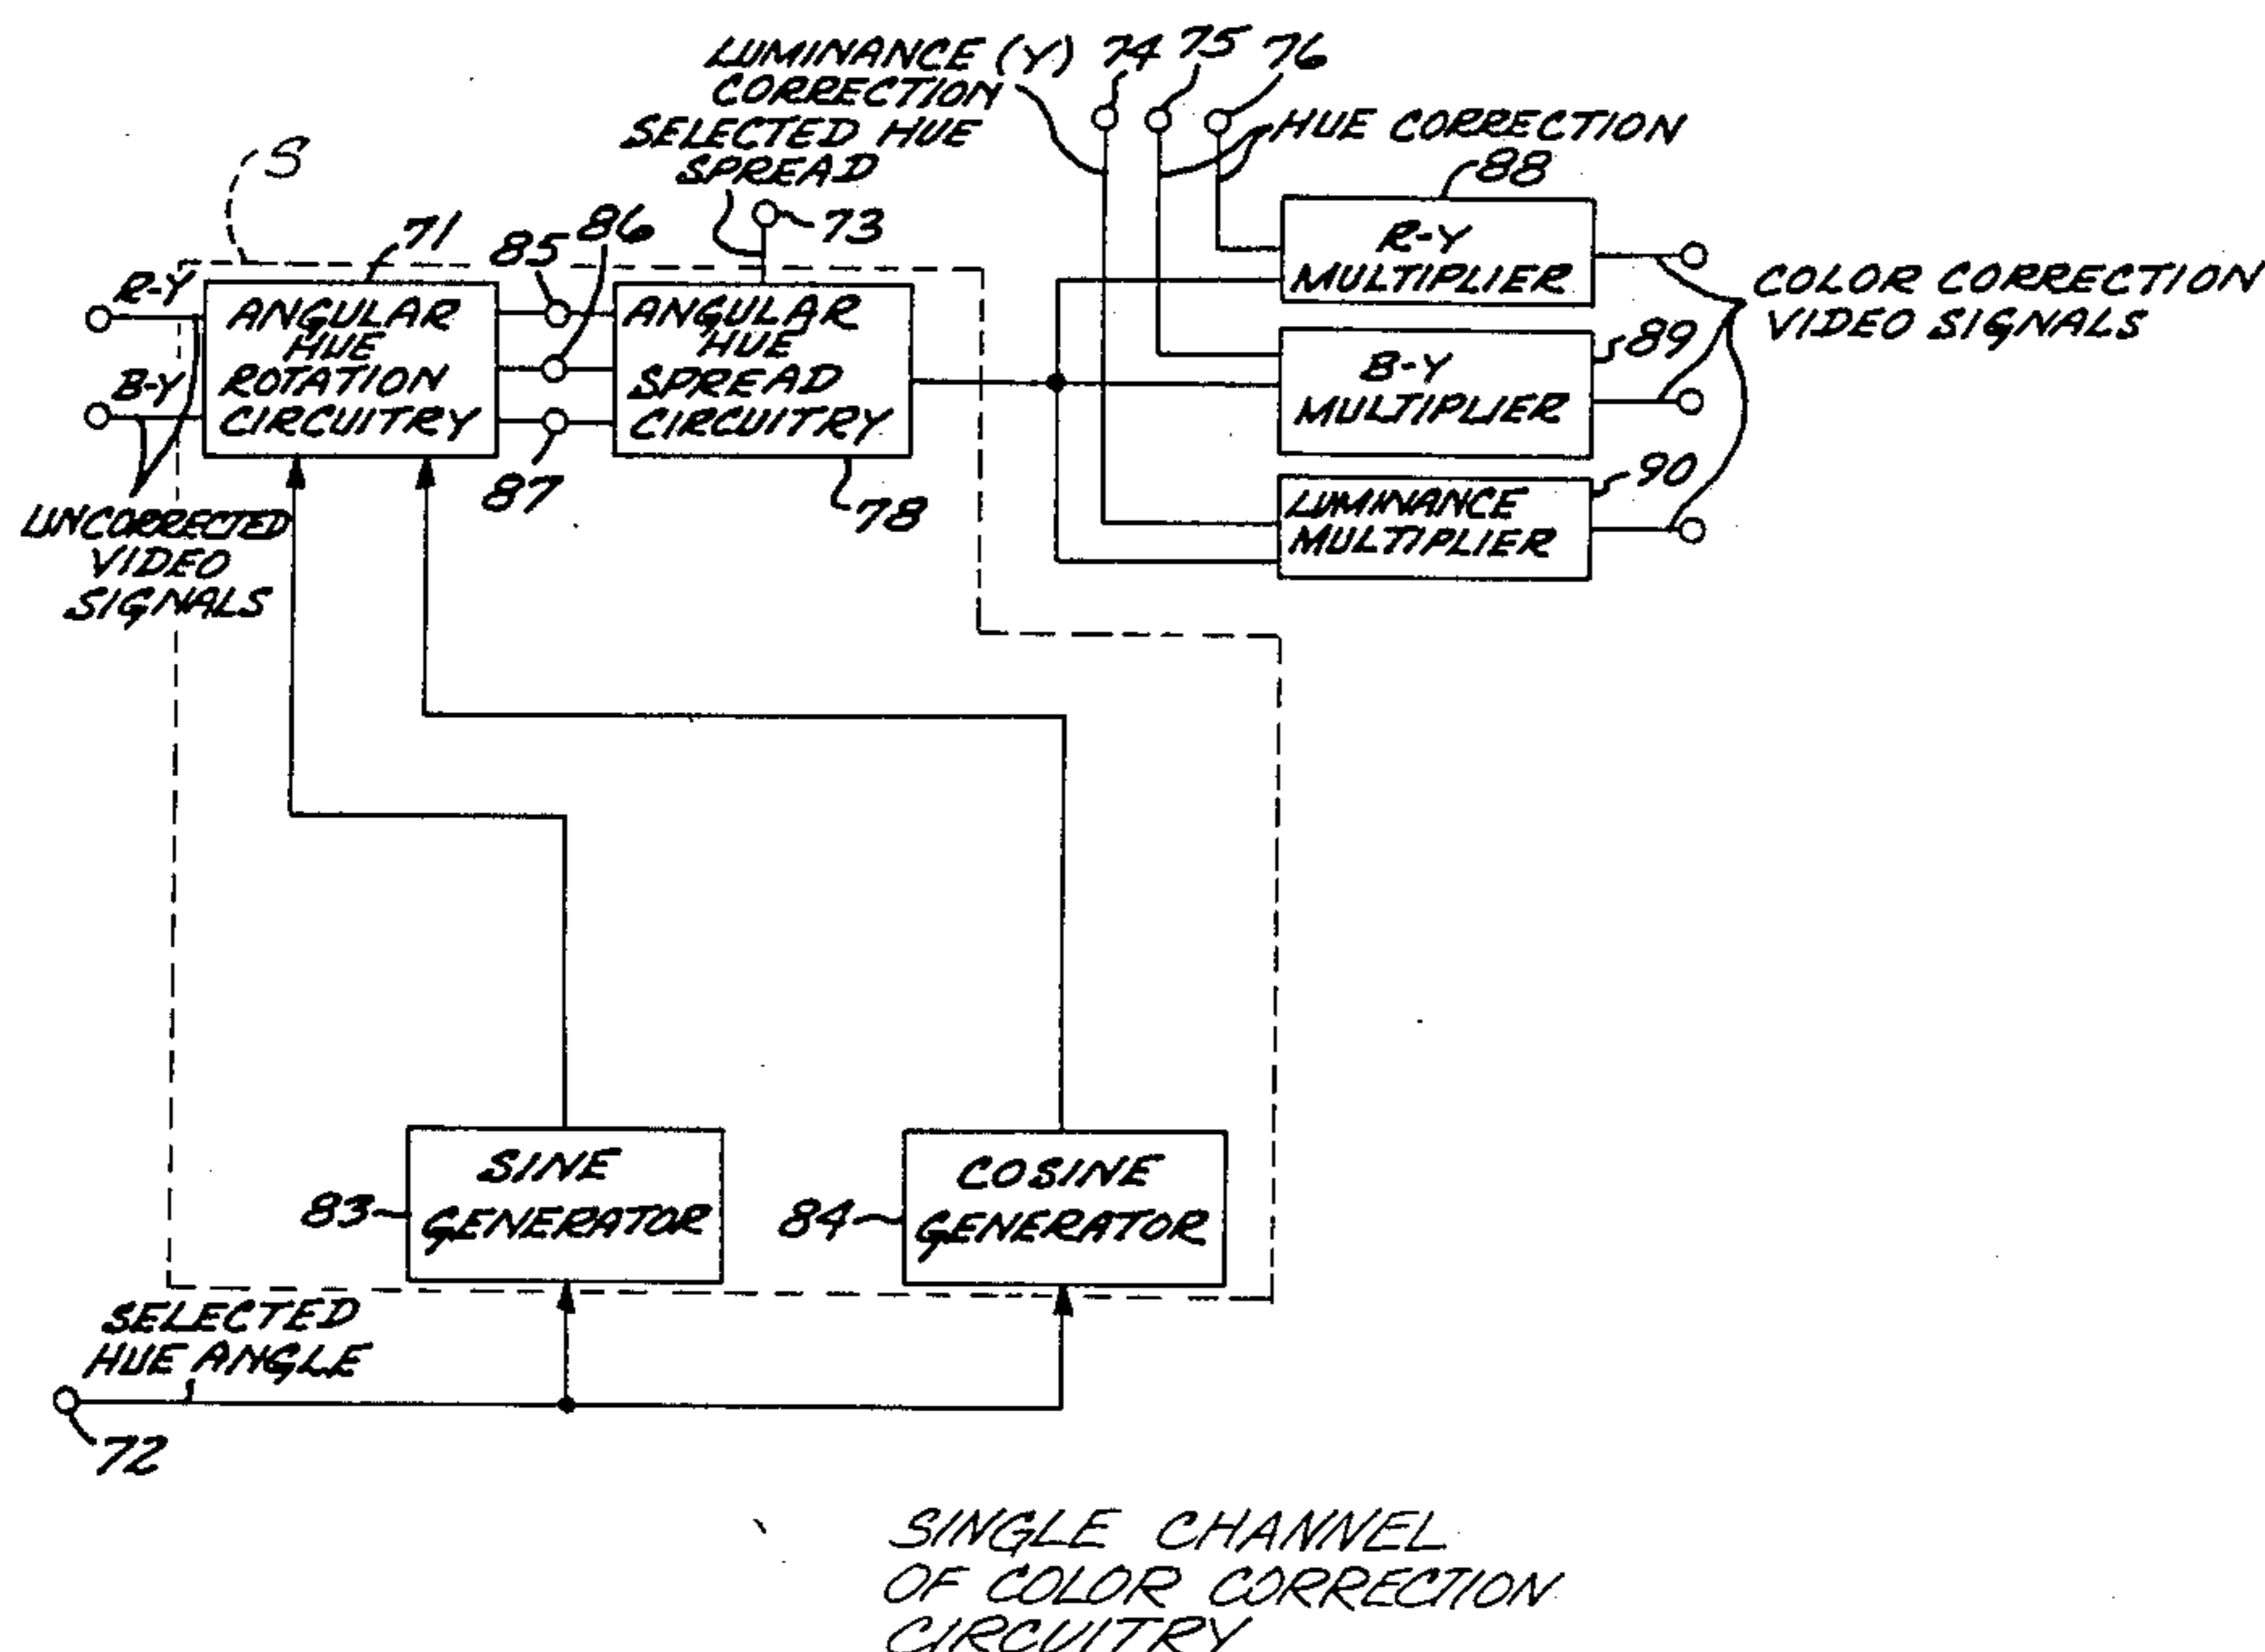 LUMINANCE (Y) 74 75 76
CORRECTION
SELECTED HUE
SPREAD
HUE CORRECTION
S
71
85
86
73
88
R-Y
B-Y
ANGULAR
HUE
ROTATION
CIRCUITRY
87
ANGULAR
HUE
SPREAD
CIRCUITRY
78
R-Y
MULTIPLIER
COLOR CORRECTION
VIDEO SIGNALS
89
B-Y
MULTIPLIER
90
LUMINANCE
MULTIPLIER
UNCORRECTED
VIDEO
SIGNALS
83
SINE
GENERATOR
84
COSINE
GENERATOR
SELECTED
HUE ANGLE
72
SINGLE CHANNEL
OF COLOR CORRECTION
CIRCUITRY